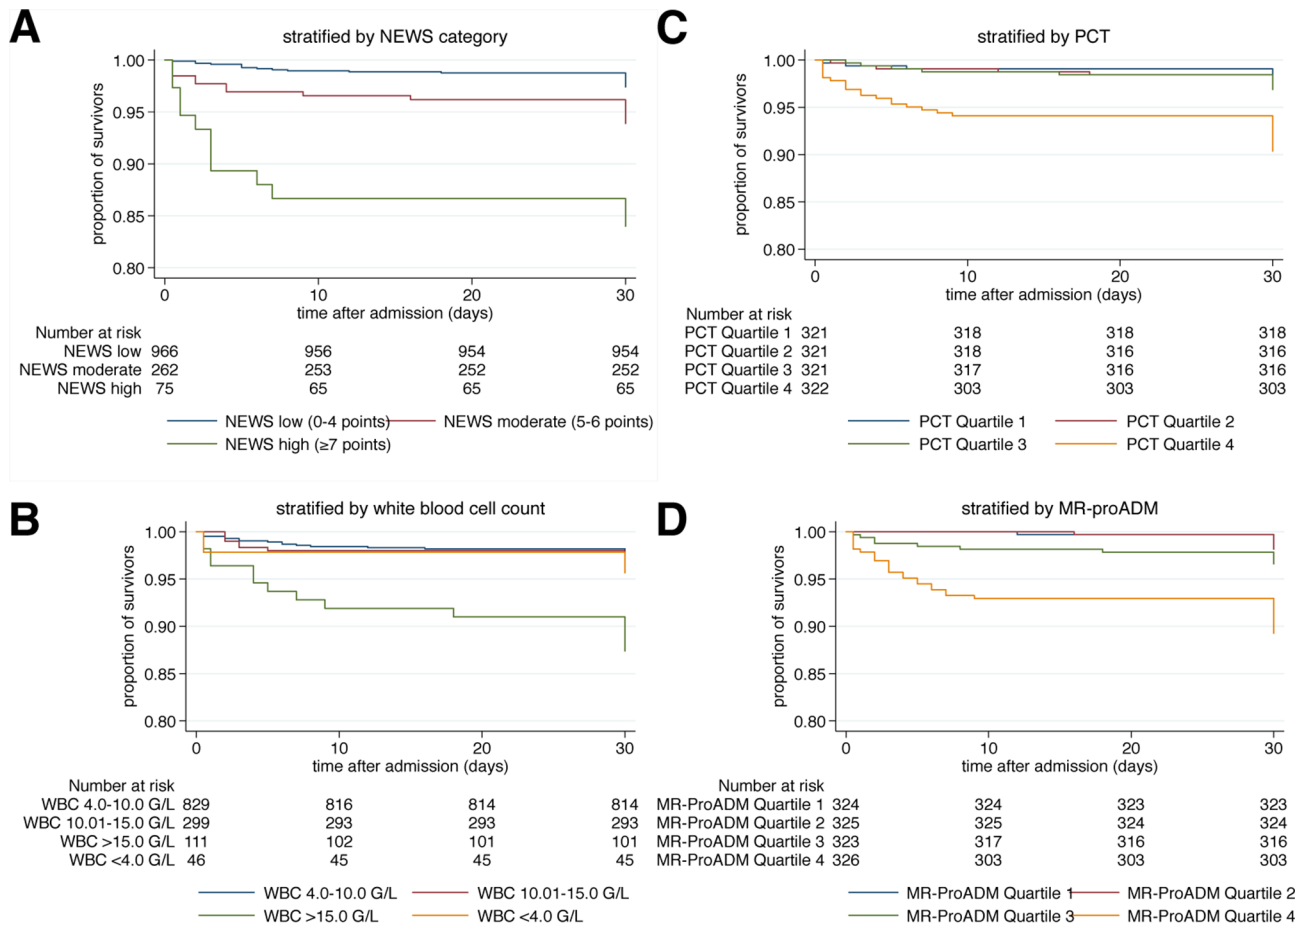 A
stratified by NEWS category
proportion of survivors
1.00
0.95
0.90
0.85
0.80
0 10 20 30
time after admission (days)
Number at risk
NEWS low 966 956 954 954
NEWS moderate 262 253 252 252
NEWS high 75 65 65 65
NEWS low (0-4 points) NEWS moderate (5-6 points)
NEWS high (≥7 points)
C
stratified by PCT
proportion of survivors
1.00
0.95
0.90
0.85
0.80
0 10 20 30
time after admission (days)
Number at risk
PCT Quartile 1 321 318 318 318
PCT Quartile 2 321 318 316 316
PCT Quartile 3 321 317 316 316
PCT Quartile 4 322 303 303 303
PCT Quartile 1 PCT Quartile 2
PCT Quartile 3 PCT Quartile 4
B
stratified by white blood cell count
proportion of survivors
1.00
0.95
0.90
0.85
0.80
0 10 20 30
time after admission (days)
Number at risk
WBC 4.0-10.0 G/L 829 816 814 814
WBC 10.01-15.0 G/L 299 293 293 293
WBC >15.0 G/L 111 102 101 101
WBC <4.0 G/L 46 45 45 45
WBC 4.0-10.0 G/L WBC 10.01-15.0 G/L
WBC >15.0 G/L WBC <4.0 G/L
D
stratified by MR-proADM
proportion of survivors
1.00
0.95
0.90
0.85
0.80
0 10 20 30
time after admission (days)
Number at risk
MR-ProADM Quartile 1 324 324 323 323
MR-ProADM Quartile 2 325 325 324 324
MR-ProADM Quartile 3 323 317 316 316
MR-ProADM Quartile 4 326 303 303 303
MR-ProADM Quartile 1 MR-ProADM Quartile 2
MR-ProADM Quartile 3 MR-ProADM Quartile 4